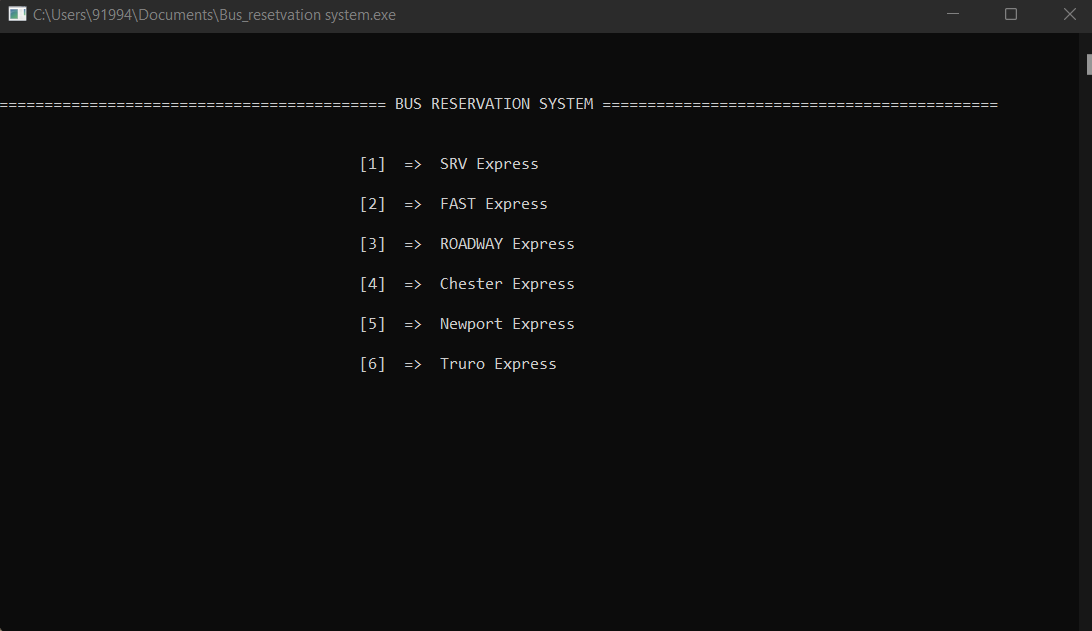 C:\Users\91994\Documents\Bus_resetvation system.exe
=========================================== BUS RESERVATION SYSTEM ============================================
[1] => SRV Express
[2] => FAST Express
[3] => ROADWAY Express
[4] => Chester Express
[5] => Newport Express
[6] => Truro Express